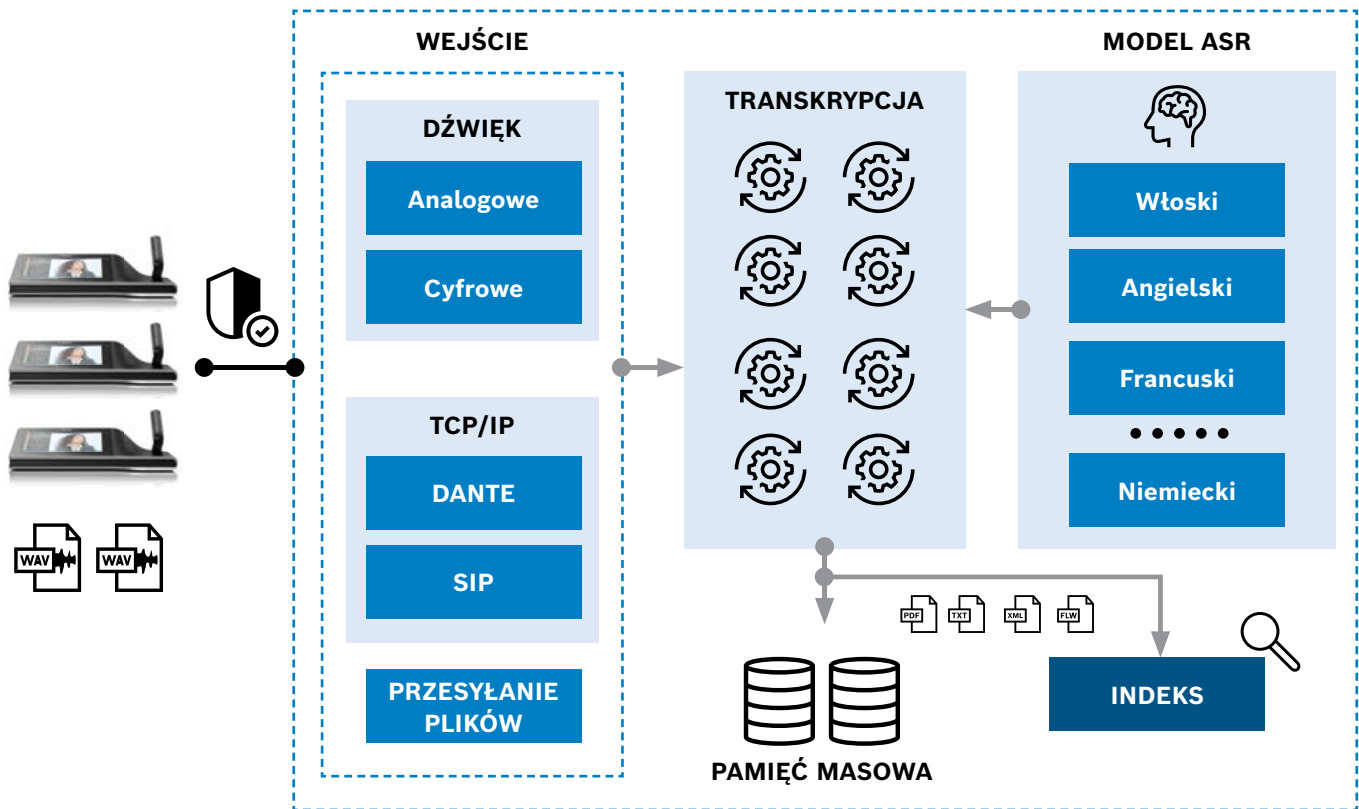 WEJŚCIE
DŹWIĘK
Analogowe
Cyfrowe
TCP/IP
DANTE
SIP
PRZESYŁANIE
PLIKÓW
WAV
WAV
TRANSKRYPCJA
MODEL ASR
Włoski
Angielski
Francuski
Niemiecki
PDF
TXT
XML
FLW
PAMIĘĆ MASOWA
INDEKS